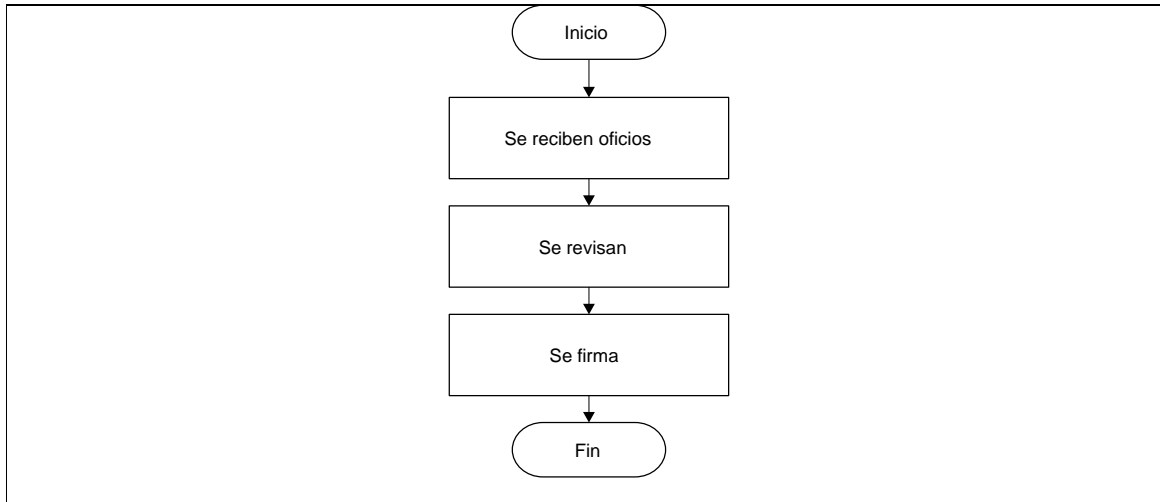 Inicio
Se reciben oficios
Se revisan
Se firma
Fin